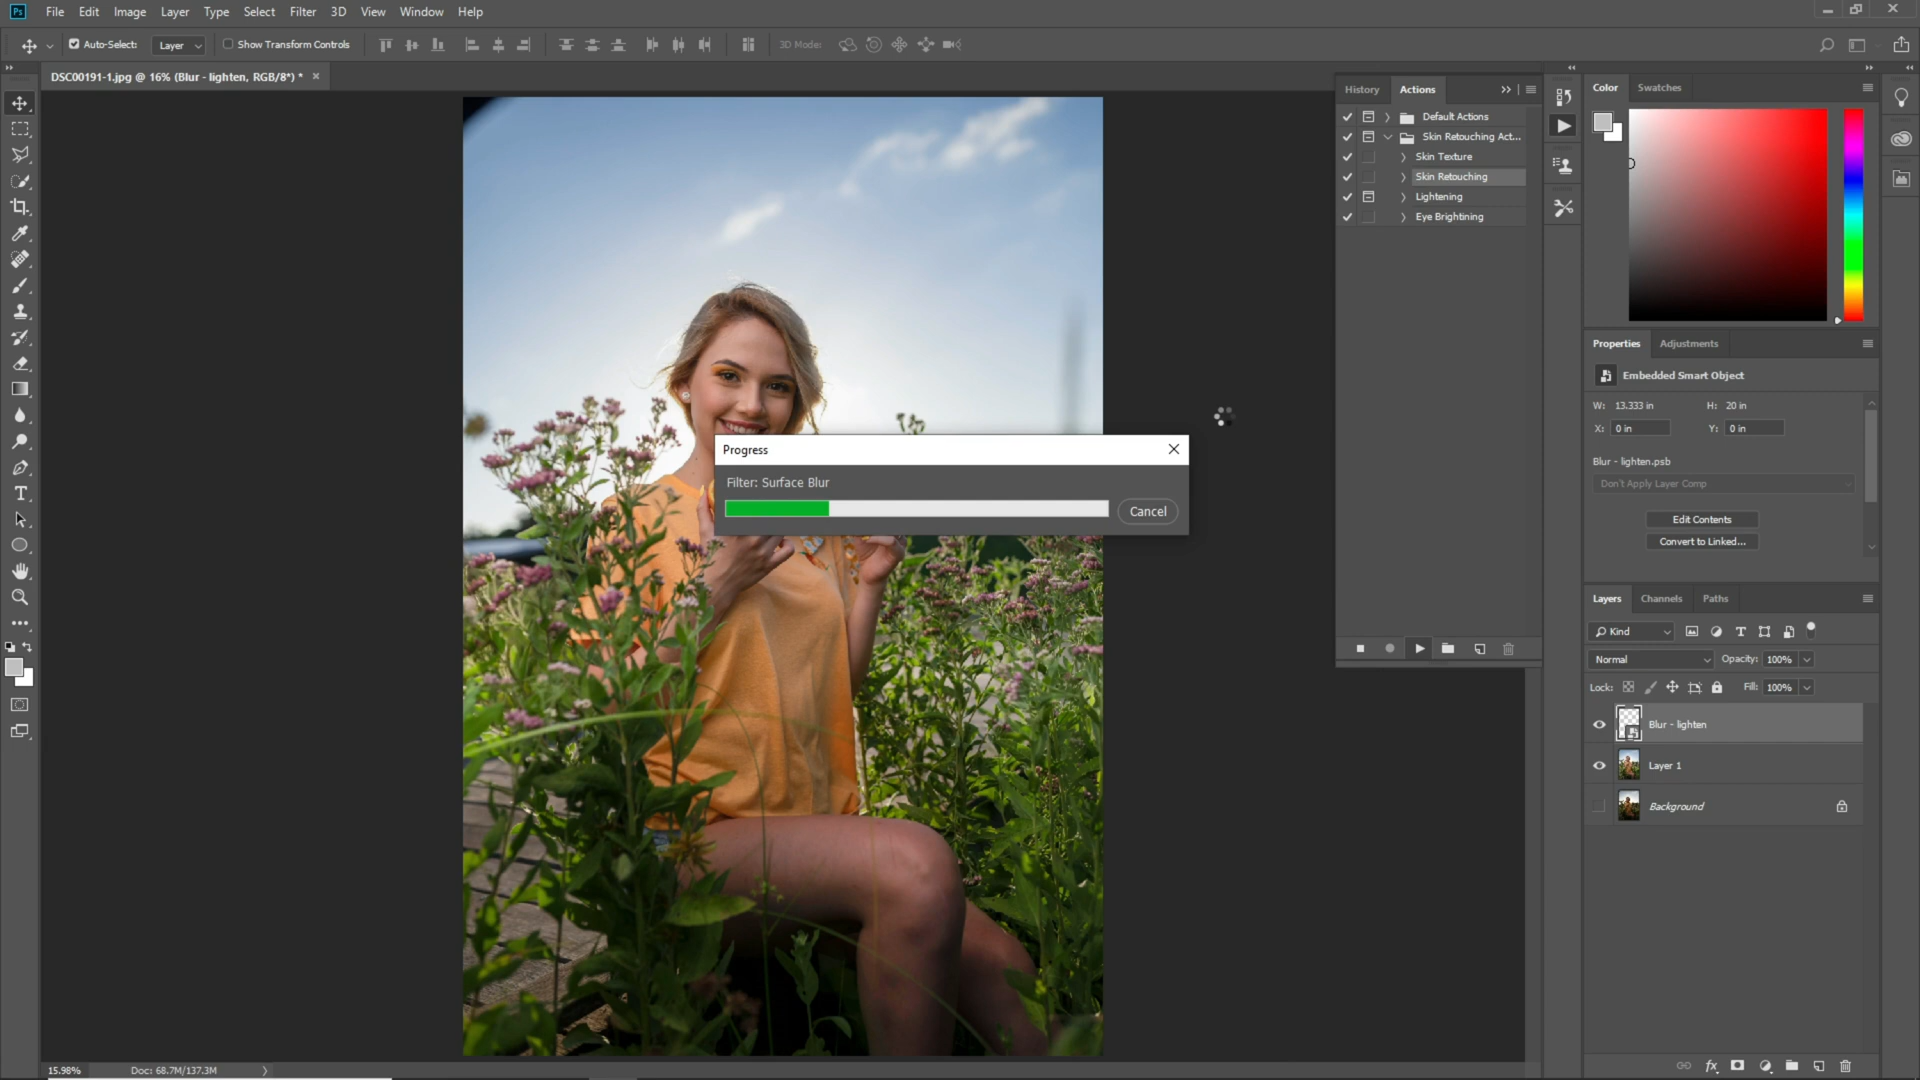 Ps File Edit Image Layer Type Select Filter 3D View Window Help
Auto-Select: Layer Show Transform Controls 3D Mode:
DSC00191-1.jpg @ 16% (Blur - lighten, RGB/8*) *
History Actions
Default Actions
Skin Retouching Act...
Skin Texture
Skin Retouching
Lightening
Eye Brightining
Color Swatches
Properties Adjustments
Embedded Smart Object
W: 13.333 in H: 20 in
X: 0 in Y: 0 in
Blur - lighten.psb
Don't Apply Layer Comp
Edit Contents
Convert to Linked...
Progress
Filter: Surface Blur
Cancel
Layers Channels Paths
Kind
Normal Opacity: 100%
Lock: Fill: 100%
Blur - lighten
Layer 1
Background
15.98% Doc: 68.7M/137.3M